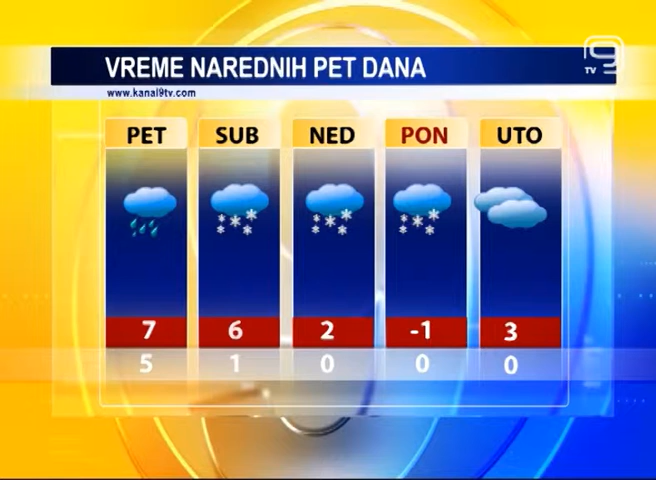 VREME NAREDNIH PET DANA
9
TV
www.kanal9tv.com
PET SUB NED PON UTO
7 6 2 -1 3
5 1 0 0 0